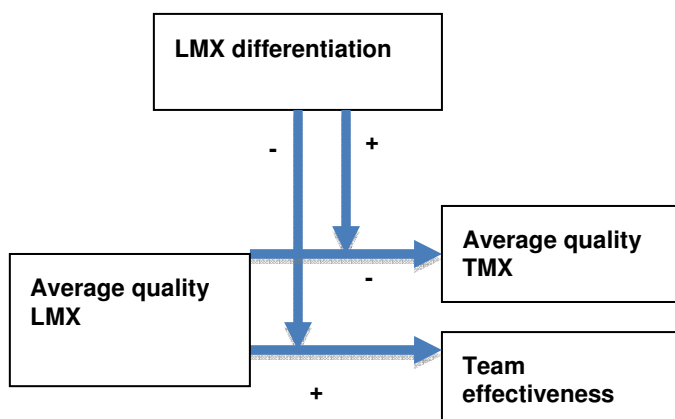 LMX differentiation
-
+
Average quality
TMX
-
Average quality
LMX
Team
effectiveness
+